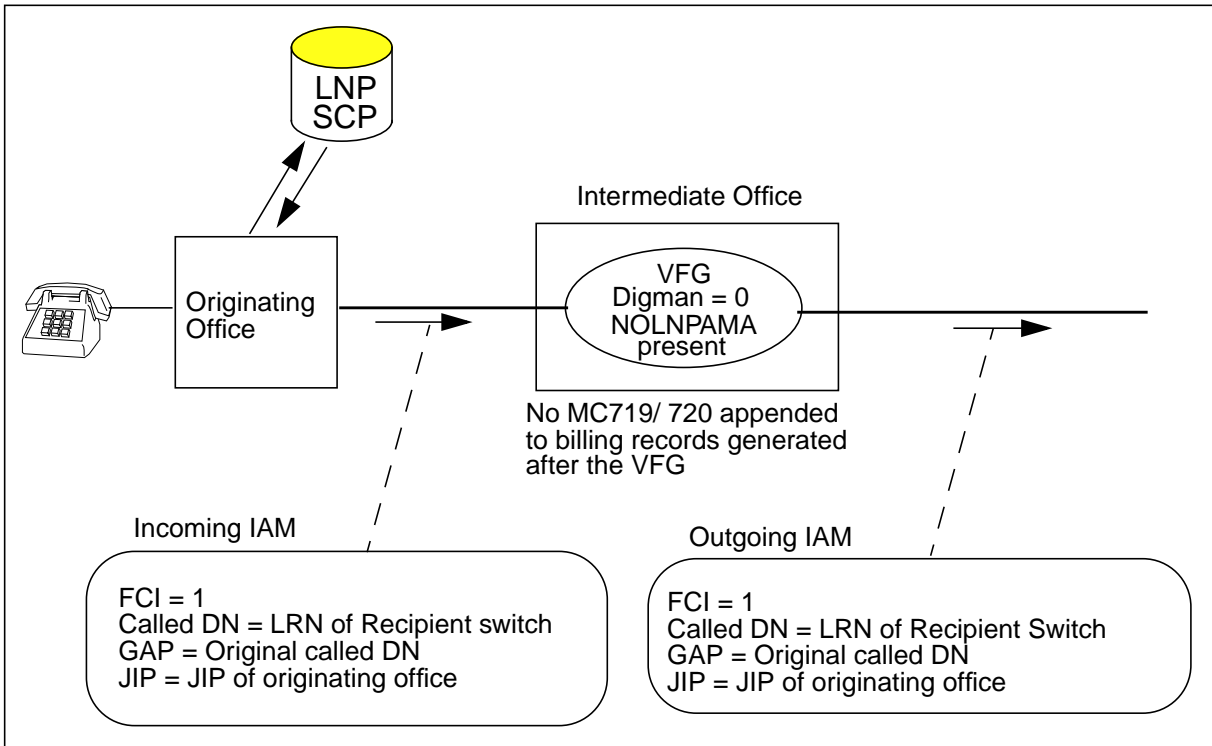 LNP
SCP
Intermediate Office
Originating
Office
VFG
Digman = 0
NOLNPAMA
present
No MC719/ 720 appended
to billing records generated
after the VFG
Incoming IAM
FCI = 1
Called DN = LRN of Recipient switch
GAP = Original called DN
JIP = JIP of originating office
Outgoing IAM
FCI = 1
Called DN = LRN of Recipient Switch
GAP = Original called DN
JIP = JIP of originating office